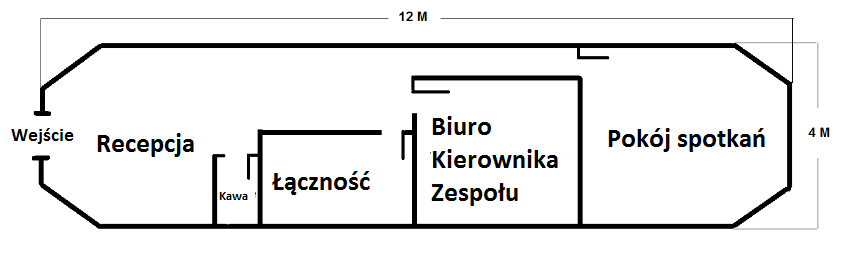 12 M
Wejście
Recepcja
Kawa
Łączność
Biuro
Kierownika
Zespołu
Pokój spotkań
4 M